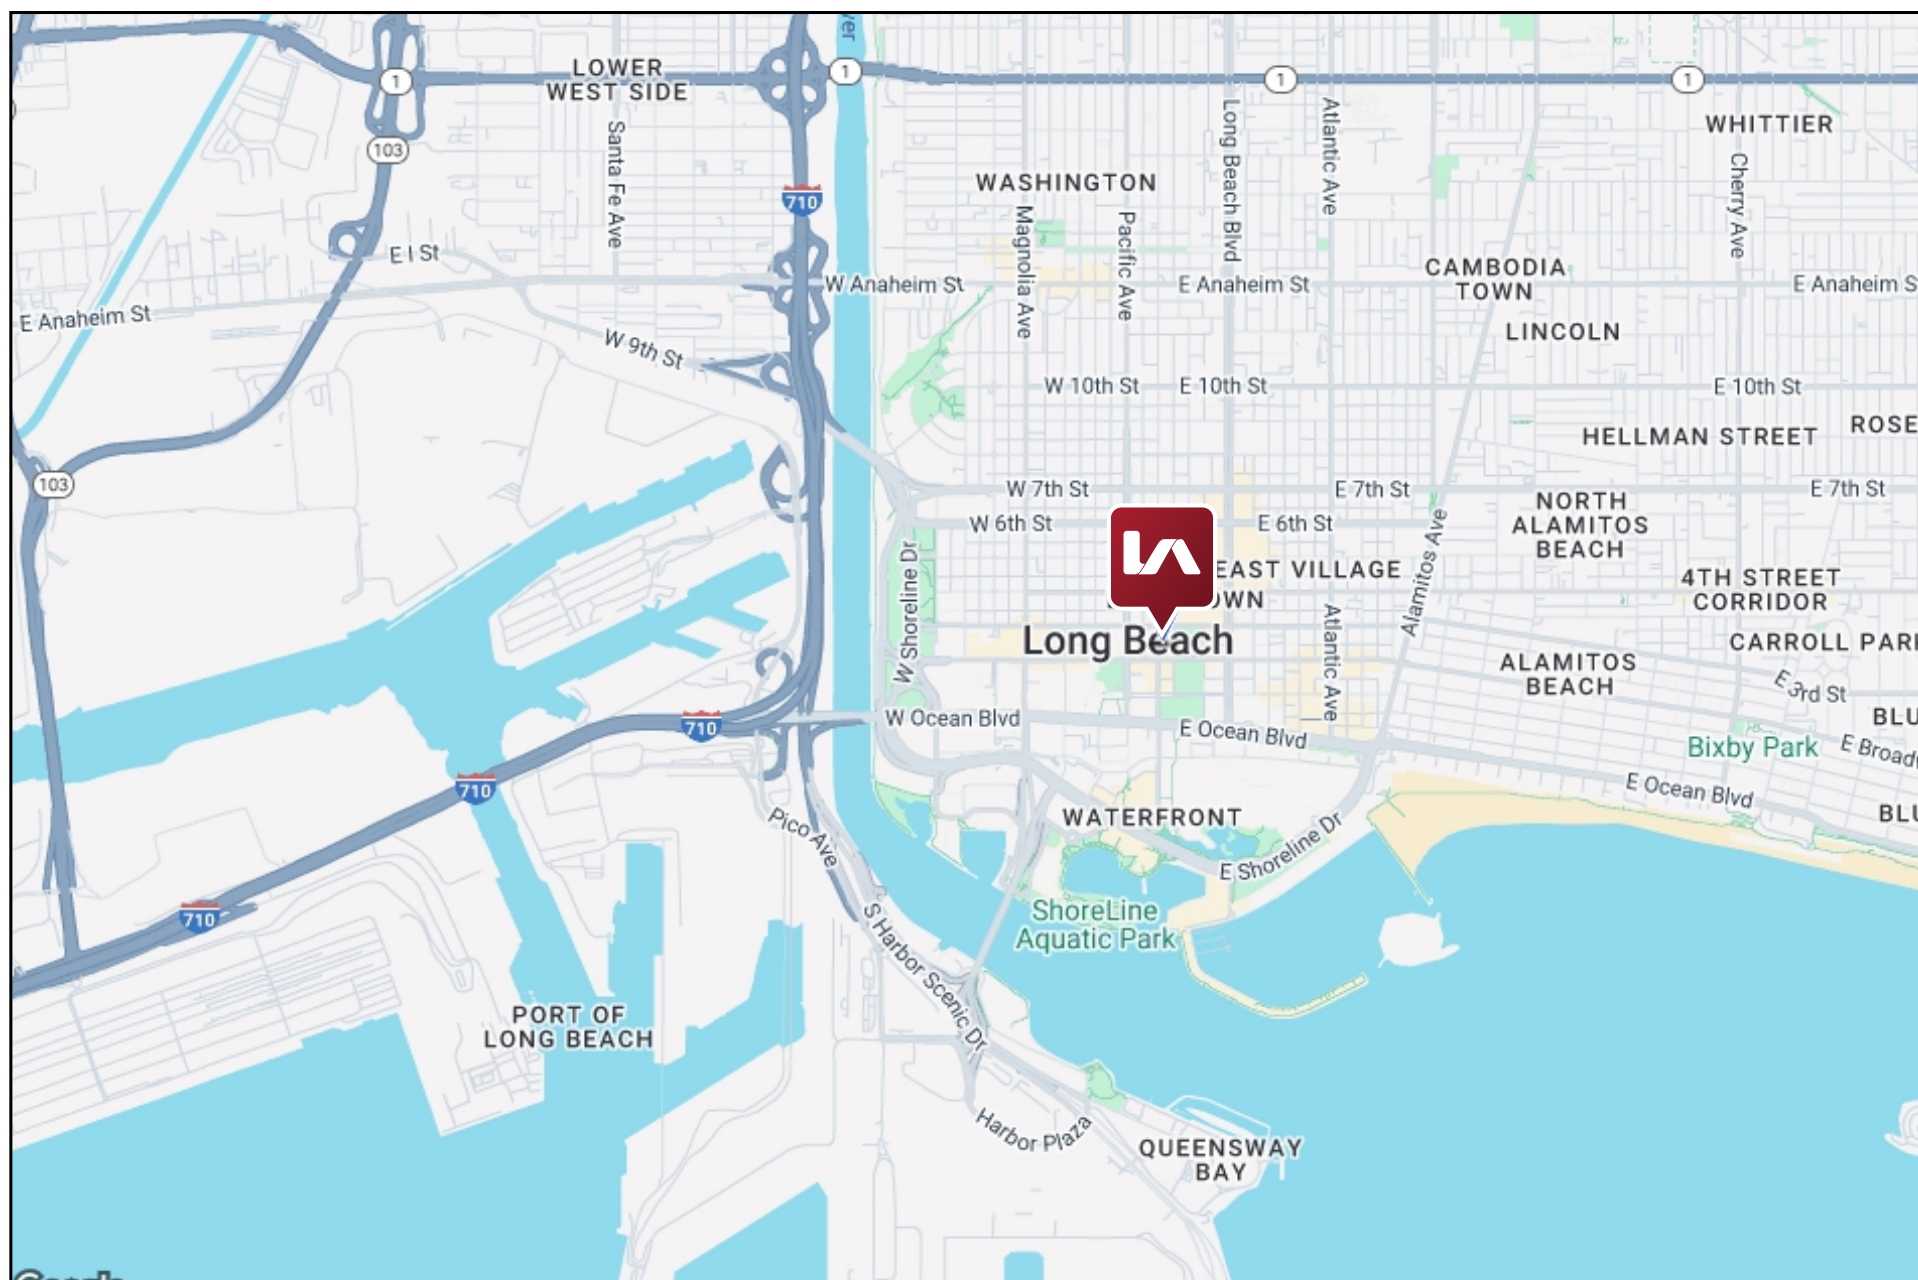 ver
1
1
1
1
LOWER
WEST SIDE
WHITTIER
103
Santa Fe Ave
Long Beach Blvd
Atlantic Ave
Cherry Ave
WASHINGTON
710
Magnolia Ave
Pacific Ave
E I St
CAMBODIA
TOWN
W Anaheim St
E Anaheim St
E Anaheim S
E Anaheim St
LINCOLN
W 9th St
W 10th St
E 10th St
E 10th St
ROSE
HELLMAN STREET
103
W 7th St
E 7th St
E 7th St
NORTH
ALAMITOS
BEACH
W 6th St
E 6th St
Alamitos Ave
W Shoreline Dr
EAST VILLAGE
OWN
4TH STREET
CORRIDOR
Long Beach
Atlantic Ave
CARROLL PARK
ALAMITOS
BEACH
E 3rd St
710
W Ocean Blvd
E Ocean Blvd
BLU
Bixby Park
E Broadw
710
E Ocean Blvd
WATERFRONT
BLU
Pico Ave
E Shoreline Dr
710
ShoreLine
Aquatic Park
S Harbor Scenic Dr
PORT OF
LONG BEACH
Harbor Plaza
QUEENSWAY
BAY